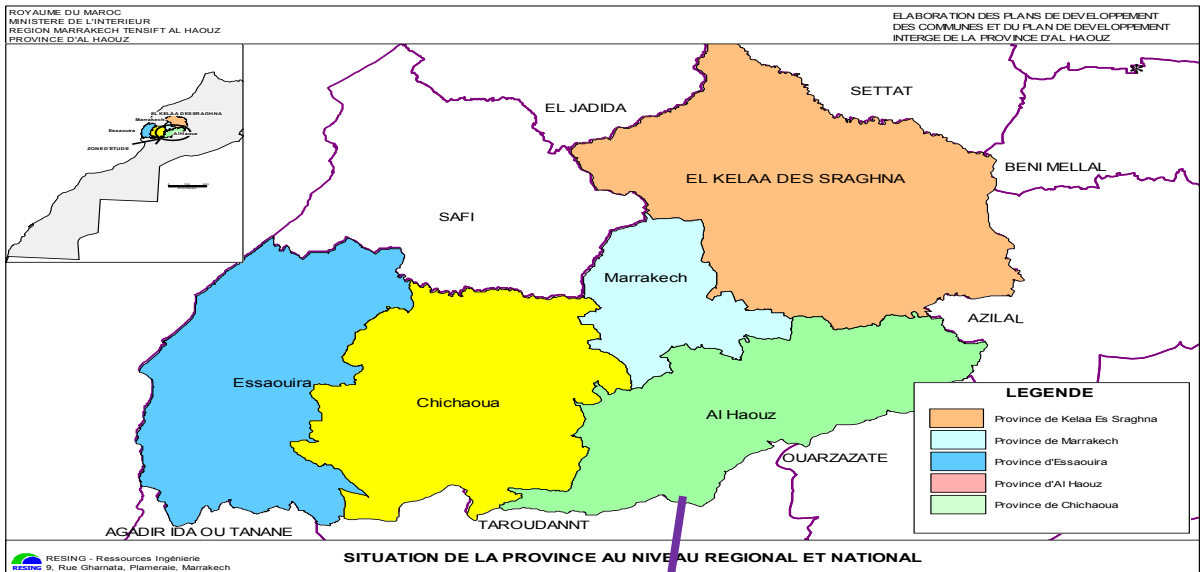 ROYAUME DU MAROC
MINISTERE DE L'INTERIEUR
REGION MARRAKECH TENSIFT AL HAOUZ
PROVINCE D'AL HAOUZ
ELABORATION DES PLANS DE DEVELOPPEMENT
DES COMMUNES ET DU PLAN DE DEVELOPPEMENT
INTERGE DE LA PROVINCE D'AL HAOUZ
EL KELAA DES SRAGHNA
Marrakech
Essaouira
Al Haouz
ZONE D'ETUDE
SETTAT
EL JADIDA
BENI MELLAL
EL KELAA DES SRAGHNA
SAFI
Marrakech
AZILAL
Essaouira
Chichaoua
Al Haouz
OUARZAZATE
TAROUDANNT
AGADIR IDA OU TANANE
LEGENDE
Province de Kelaa Es Sraghna
Province de Marrakech
Province d'Essaouira
Province d'Al Haouz
Province de Chichaoua
RESING
RESING - Ressources Ingénierie
9, Rue Gharnata, Plameraie, Marrakech
SITUATION DE LA PROVINCE AU NIVEAU REGIONAL ET NATIONAL